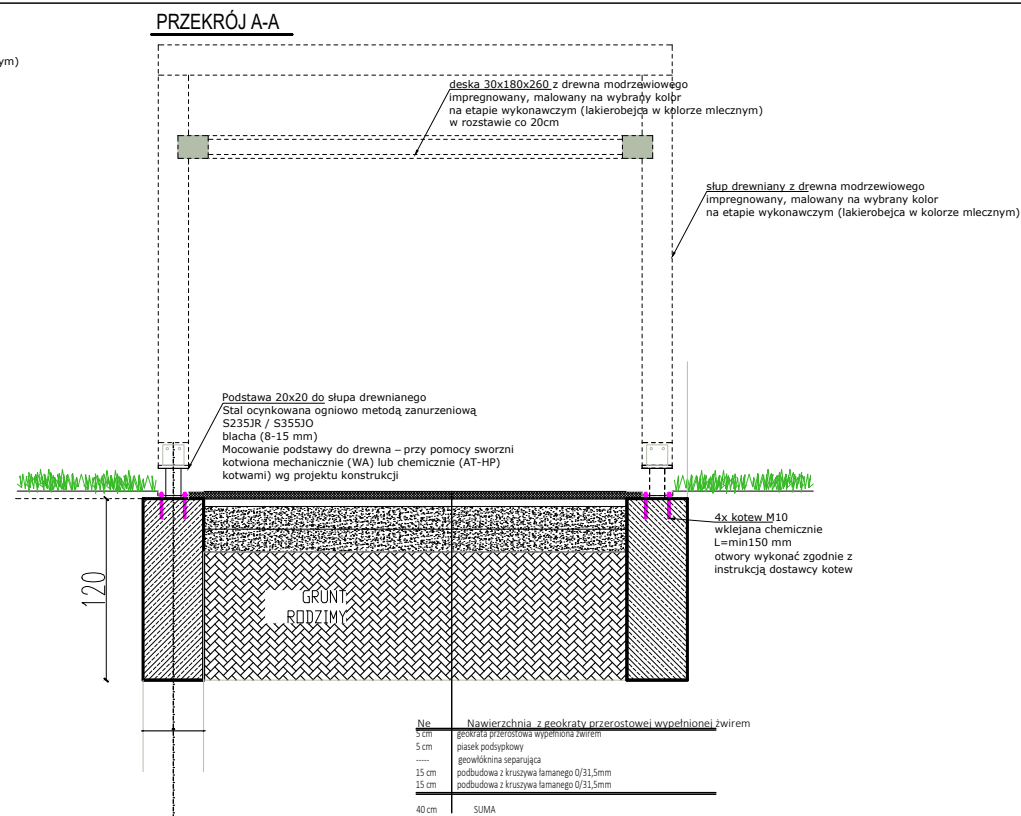 PRZEKRÓJ A-A
ym)
deska 30x180x260 z drewna modrzewiowego
impregnowany, malowany na wybrany kolor
na etapie wykonawczym (lakierobejca w kolorze mlecznym)
w rozstawie co 20cm
słup drewniany z drewna modrzewiowego
impregnowany, malowany na wybrany kolor
na etapie wykonawczym (lakierobejca w kolorze mlecznym)
Podstawa 20x20 do słupa drewnianego
Stal ocynkowana ogniowo metodą zanurzeniową
S235JR / S355JO
blacha (8-15 mm)
Mocowanie podstawy do drewna – przy pomocy sworzni
kotwiona mechanicznie (WA) lub chemicznie (AT-HP)
kotwami) wg projektu konstrukcji
4x kotew M10
wklejana chemicznie
L=min150 mm
otwory wykonać zgodnie z
instrukcją dostawcy kotew
120
GRUNT
RODZIMY
Ne Nawierzchnia z geokraty przerostowej wypełnionej żwirem
5 cm geokrata przerostowa wypełniona żwirem
5 cm piasek podsypkowy
----- geowłóknina separująca
15 cm podbudowa z kruszywa łamanego 0/31,5mm
15 cm podbudowa z kruszywa łamanego 0/31,5mm
40 cm SUMA